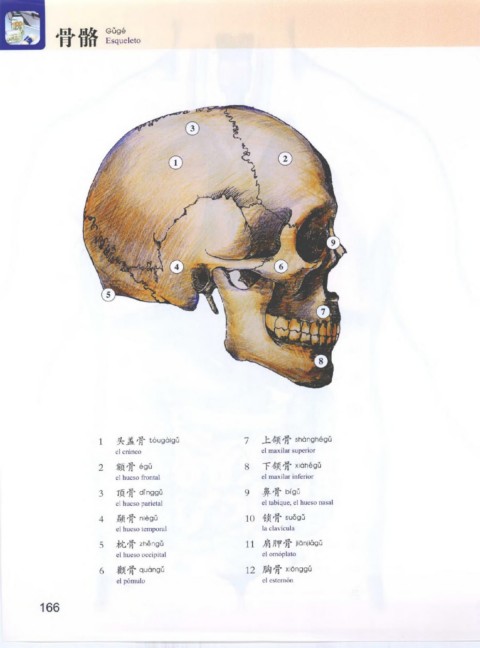 骨骼 Gǔgé
Esqueleto
3
1
2
9
4
6
5
7
8
1 头盖骨 tóugàigǔ
el cráneo
2 额骨 égǔ
el hueso frontal
3 顶骨 dǐnggǔ
el hueso parietal
4 颞骨 niègǔ
el hueso temporal
5 枕骨 zhěngǔ
el hueso occipital
6 颧骨 quángǔ
el pómulo
7 上颌骨 shànghégǔ
el maxilar superior
8 下颌骨 xiàhégǔ
el maxilar inferior
9 鼻骨 bígǔ
el tabique, el hueso nasal
10 锁骨 suǒgǔ
la clavícula
11 肩胛骨 jiānjiǎgǔ
el omóplato
12 胸骨 xiōnggǔ
el esternón
166